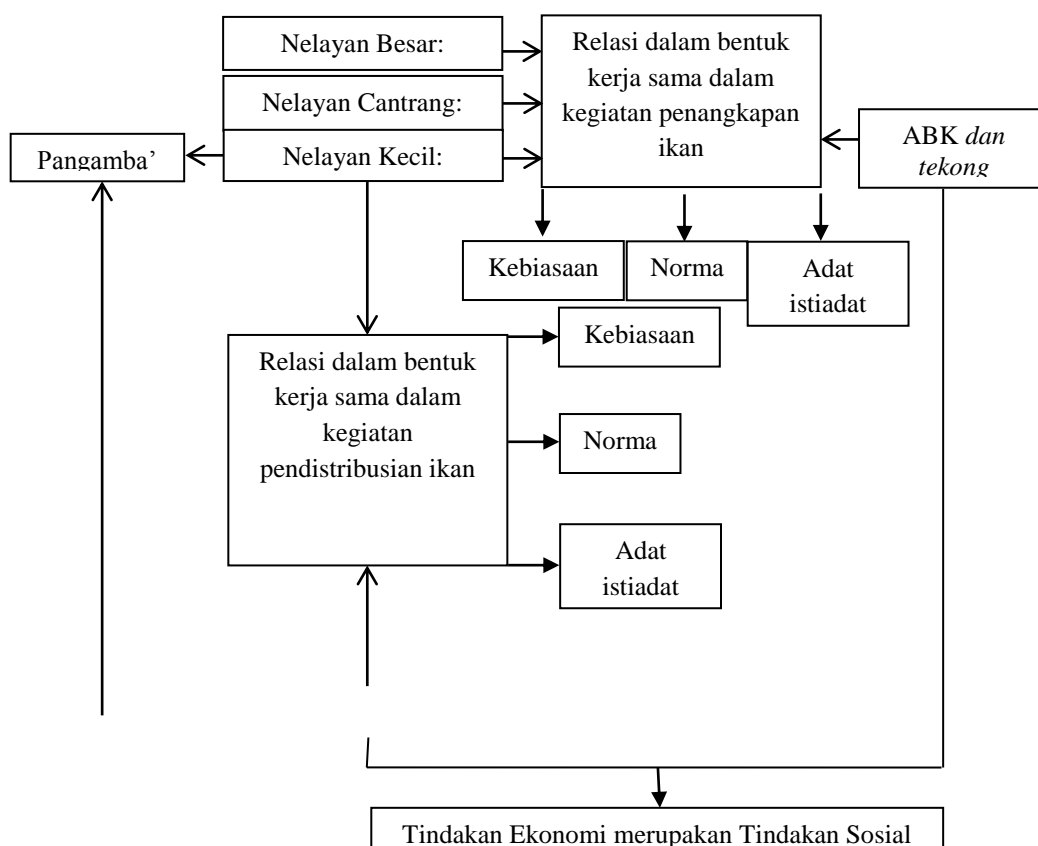 Nelayan Besar:
Nelayan Cantrang:
Nelayan Kecil:
Pangamba’
Relasi dalam bentuk
kerja sama dalam
kegiatan penangkapan
ikan
ABK dan
tekong
Kebiasaan
Norma
Adat
istiadat
Relasi dalam bentuk
kerja sama dalam
kegiatan
pendistribusian ikan
Kebiasaan
Norma
Adat
istiadat
Tindakan Ekonomi merupakan Tindakan Sosial